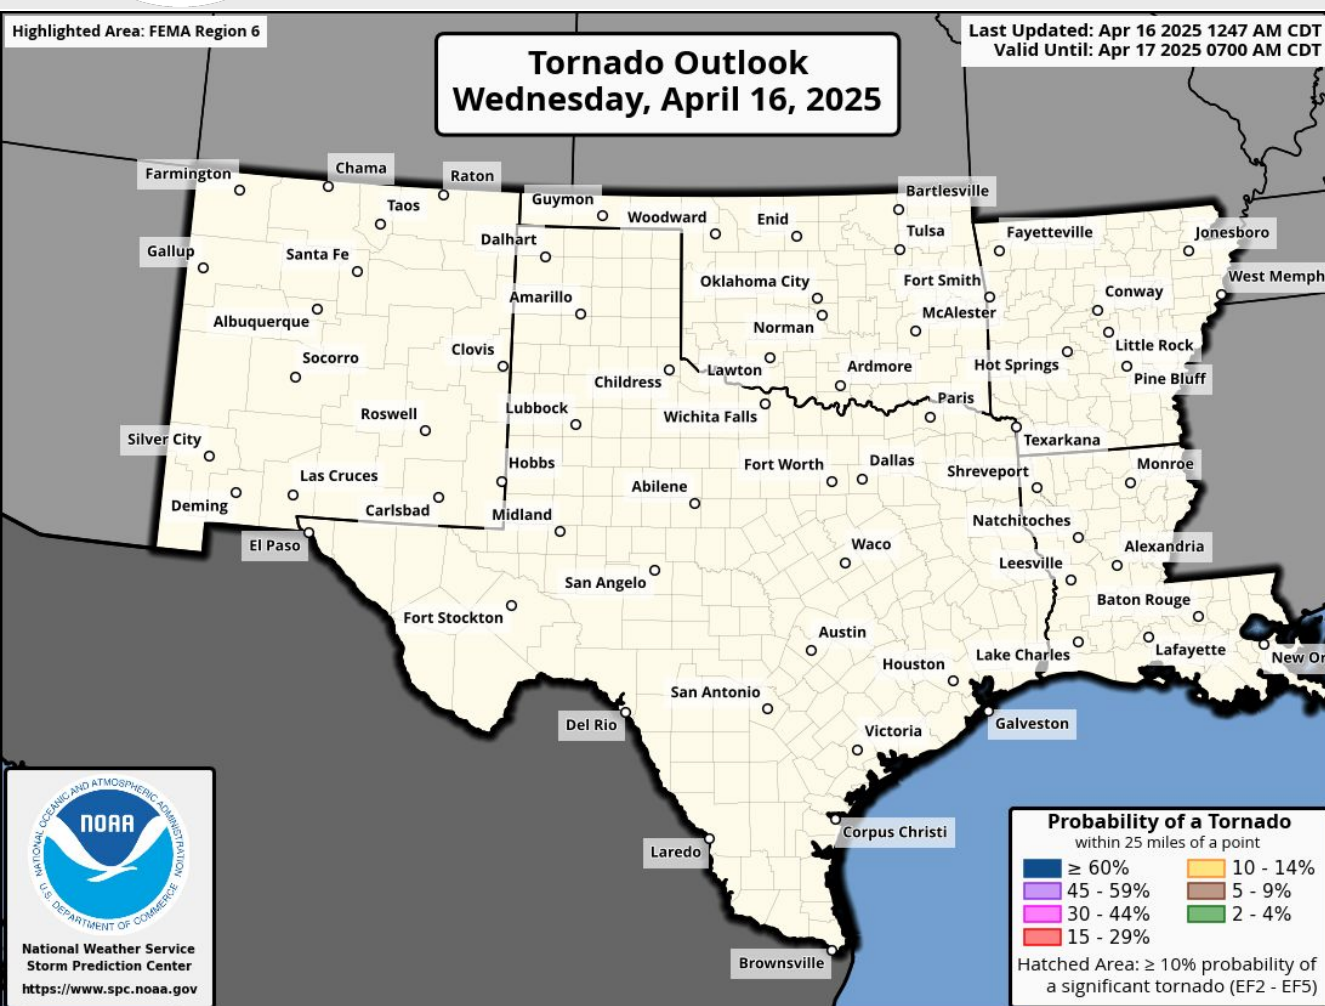 Highlighted Area: FEMA Region 6
Last Updated: Apr 16 2025 1247 AM CDT
Valid Until: Apr 17 2025 0700 AM CDT
Tornado Outlook
Wednesday, April 16, 2025
Farmington
Chama
Raton
Guymon
Bartlesville
Taos
Woodward
Enid
Tulsa
Fayetteville
Jonesboro
Gallup
Santa Fe
Dalhart
Oklahoma City
Fort Smith
West Memph
Albuquerque
Amarillo
Norman
McAlester
Conway
Socorro
Clovis
Childress
Lawton
Ardmore
Hot Springs
Little Rock
Pine Bluff
Roswell
Lubbock
Wichita Falls
Paris
Silver City
Texarkana
Las Cruces
Hobbs
Abilene
Fort Worth
Dallas
Shreveport
Monroe
Deming
Carlsbad
Midland
Natchitoches
El Paso
Waco
Alexandria
San Angelo
Leesville
Fort Stockton
Baton Rouge
Austin
Houston
Lake Charles
Lafayette
New Or
San Antonio
Del Rio
Victoria
Galveston
Corpus Christi
Laredo
Brownsville
NATIONAL OCEANIC AND ATMOSPHERIC ADMINISTRATION
NOAA
U.S. DEPARTMENT OF COMMERCE
National Weather Service
Storm Prediction Center
https://www.spc.noaa.gov
Probability of a Tornado
within 25 miles of a point
≥ 60%
10 - 14%
45 - 59%
5 - 9%
30 - 44%
2 - 4%
15 - 29%
Hatched Area: ≥ 10% probability of
a significant tornado (EF2 - EF5)